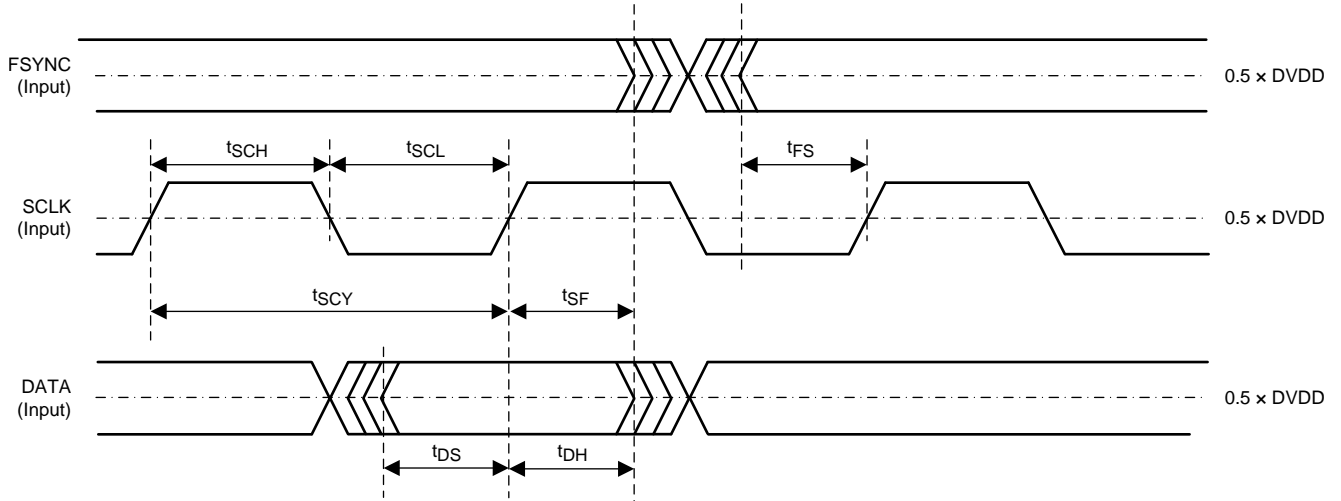 FSYNC
(Input)
0.5 × DVDD
tSCH
tSCL
tFS
SCLK
(Input)
0.5 × DVDD
tSCY
tSF
DATA
(Input)
0.5 × DVDD
tDS
tDH